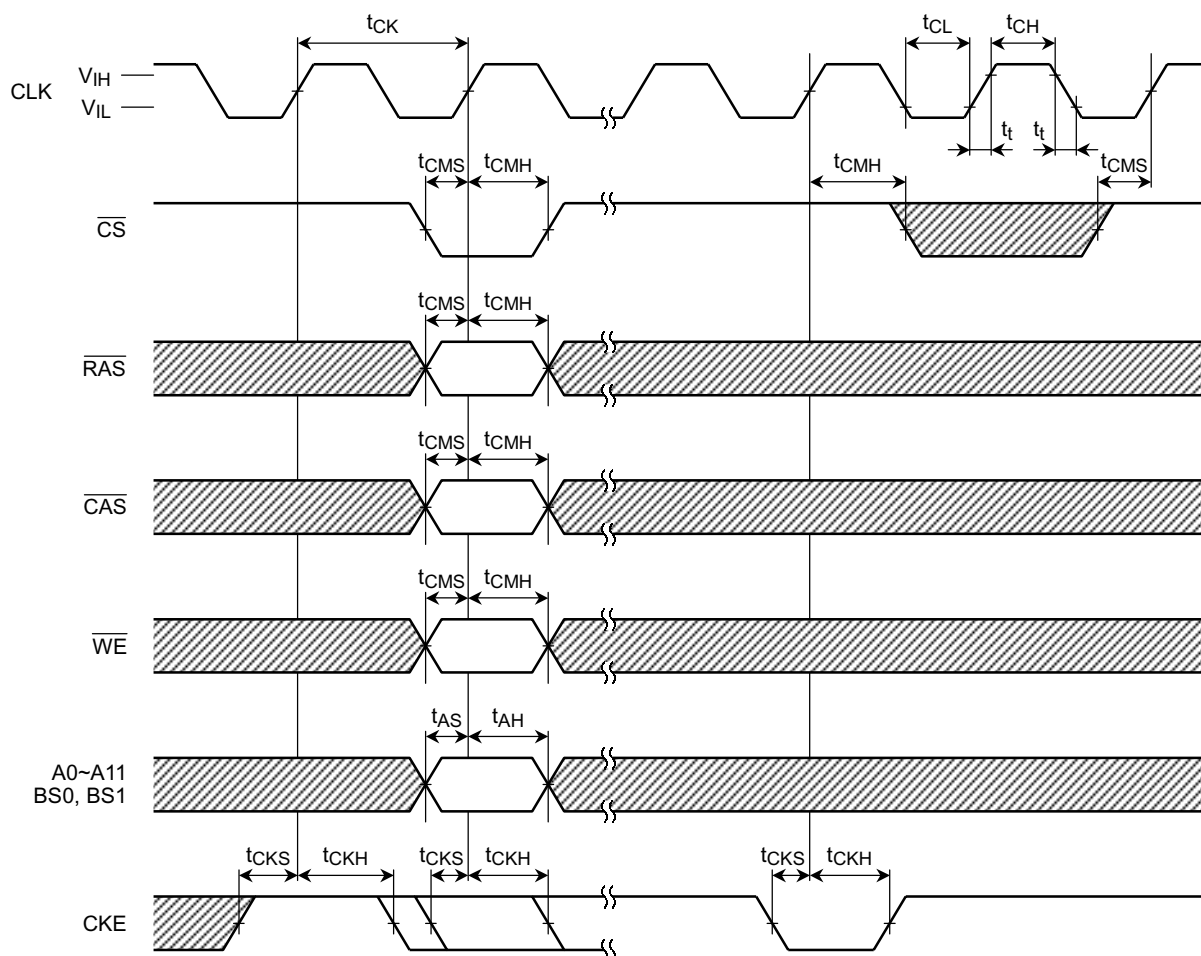 tCK
tCL
tCH
CLK
VIH
VIL
tt
tt
tCMS
tCMH
tCMH
tCMS
CS
tCMS
tCMH
RAS
tCMS
tCMH
CAS
tCMS
tCMH
WE
tAS
tAH
A0~A11
BS0, BS1
tCKS
tCKH
tCKS
tCKH
tCKS
tCKH
CKE